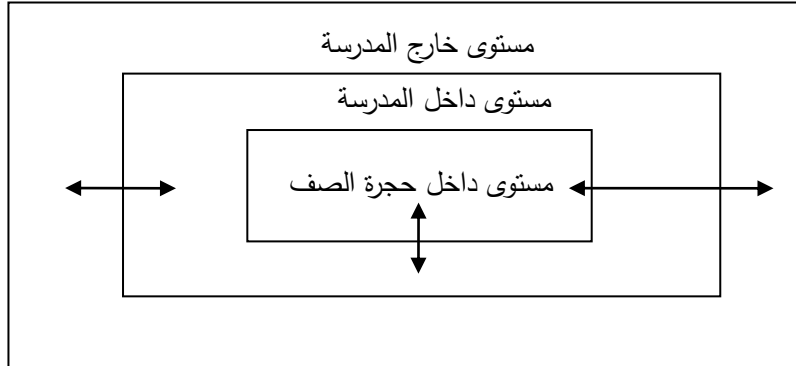 مستوى خارج المدرسة
مستوى داخل المدرسة
مستوى داخل حجرة الصف